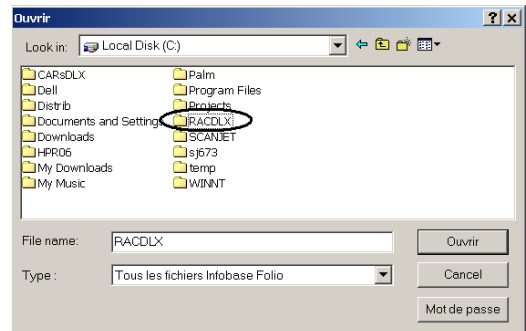 Ouvrir
Look in: Local Disk (C:)
CARsDLX
Dell
Distrib
Documents and Settings
Downloads
HPR06
My Downloads
My Music
Palm
Program Files
Projects
RACDLX
SCANJET
sj673
temp
WINNT
File name: RACDLX Ouvrir
Type : Tous les fichiers Infobase Folio Cancel
Mot de passe